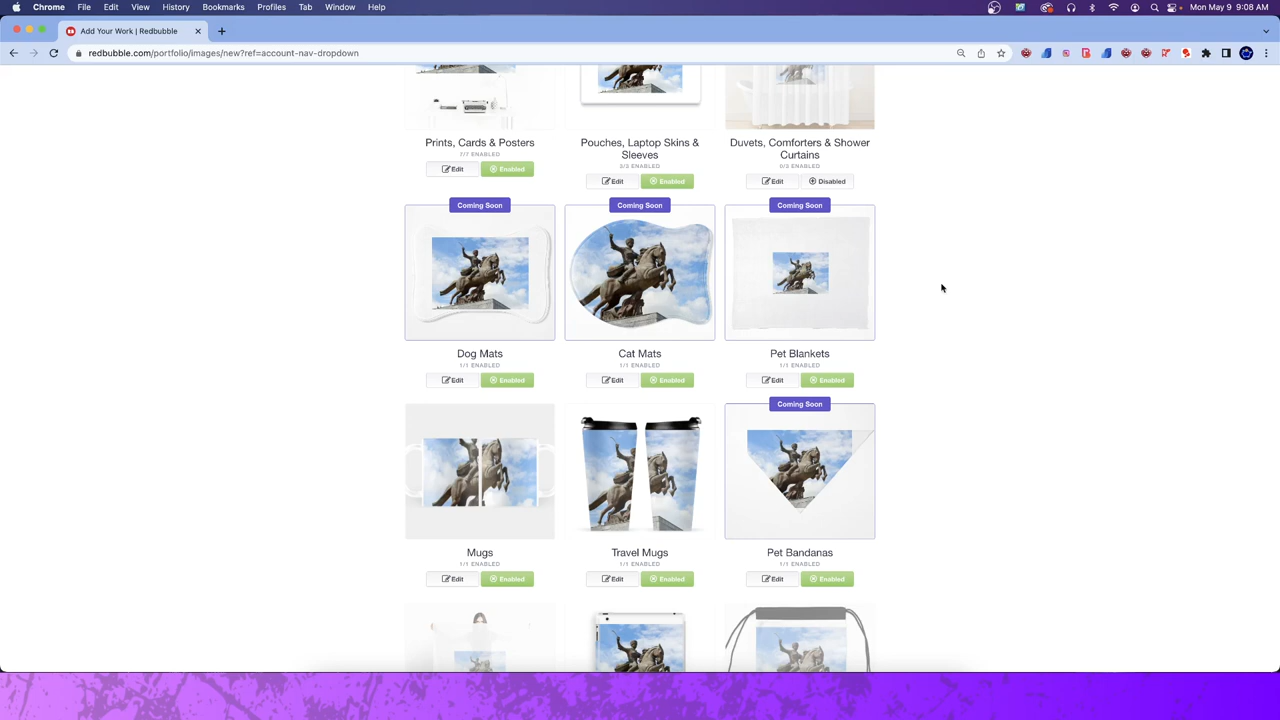 Chrome File Edit View History Bookmarks Profiles Tab Window Help Mon May 9 9:08 AM
Add Your Work | Redbubble
redbubble.com/portfolio/images/new?ref=account-nav-dropdown
Prints, Cards & Posters
7/7 ENABLED
Edit Enabled
Pouches, Laptop Skins &
Sleeves
3/3 ENABLED
Edit Enabled
Duvets, Comforters & Shower
Curtains
0/3 ENABLED
Edit Disabled
Coming Soon
Dog Mats
1/1 ENABLED
Edit Enabled
Coming Soon
Cat Mats
1/1 ENABLED
Edit Enabled
Coming Soon
Pet Blankets
1/1 ENABLED
Edit Enabled
Mugs
1/1 ENABLED
Edit Enabled
Travel Mugs
1/1 ENABLED
Edit Enabled
Coming Soon
Pet Bandanas
1/1 ENABLED
Edit Enabled